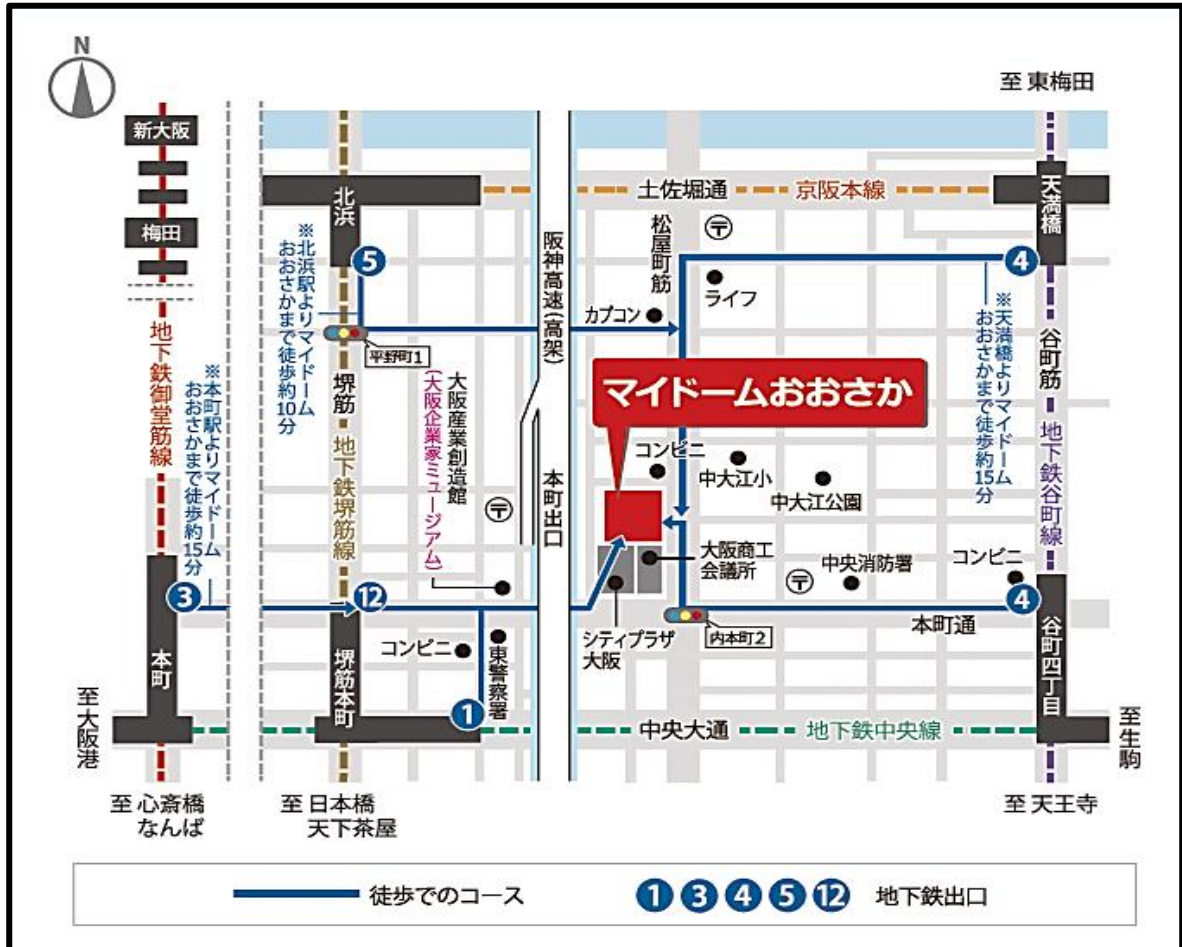 N
至 東梅田
新大阪
梅田
北浜
土佐堀通
京阪本線
天満橋
〒
松屋町筋
阪神高速(高架)
5
4
ライフ
カプコン
※北浜駅よりマイドーム
おおさかまで徒歩約10分
平野町1
※天満橋よりマイドーム
おおさかまで徒歩約15分
谷町筋
地下鉄御堂筋線
※本町駅よりマイドーム
おおさかまで徒歩約15分
堺筋
地下鉄堺筋線
大阪産業創造館
(大阪企業家ミュージアム)
マイドームおおさか
コンビニ
中大江小
中大江公園
地下鉄谷町線
本町出口
〒
大阪商工
会議所
〒
中央消防署
コンビニ
3
12
4
本町通
内本町2
シティプラザ
大阪
コンビニ
東警察署
本町
堺筋本町
1
谷町四丁目
至大阪港
中央大通
地下鉄中央線
至生駒
至 心斎橋
なんば
至 日本橋
天下茶屋
至 天王寺
徒歩でのコース
1 3 4 5 12 地下鉄出口